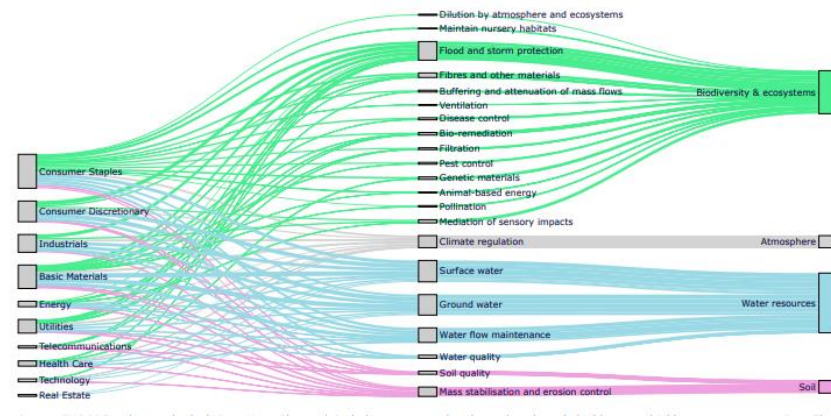 Dilution by atmosphere and ecosystems
Maintain nursery habitats
Flood and storm protection
Fibres and other materials
Buffering and attenuation of mass flows
Biodiversity & ecosystems
Ventilation
Disease control
Bio-remediation
Filtration
Pest control
Consumer Staples
Genetic materials
Animal-based energy
Pollination
Consumer Discretionary
Mediation of sensory impacts
Industrials
Climate regulation
Atmosphere
Basic Materials
Surface water
Energy
Ground water
Water resources
Utilities
Water flow maintenance
Telecommunications
Water quality
Health Care
Soil quality
Technology
Soil
Real Estate
Mass stabilisation and erosion control